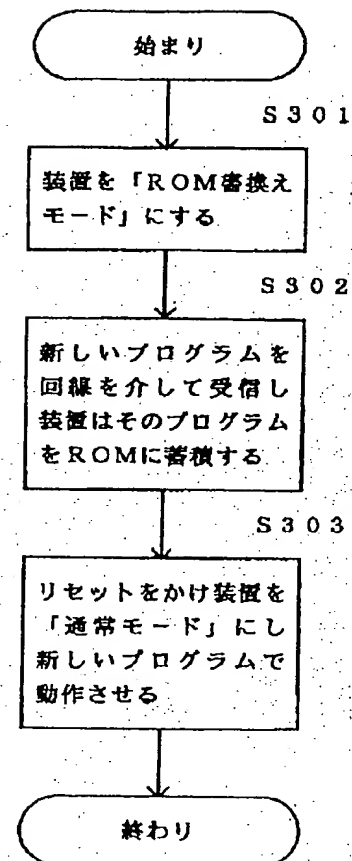 始まり
S301
装置を「ROM書換え
モード」にする
S302
新しいプログラムを
回線を介して受信し
装置はそのプログラム
をROMに蓄積する
S303
リセットをかけ装置を
「通常モード」にし
新しいプログラムで
動作させる
終わり